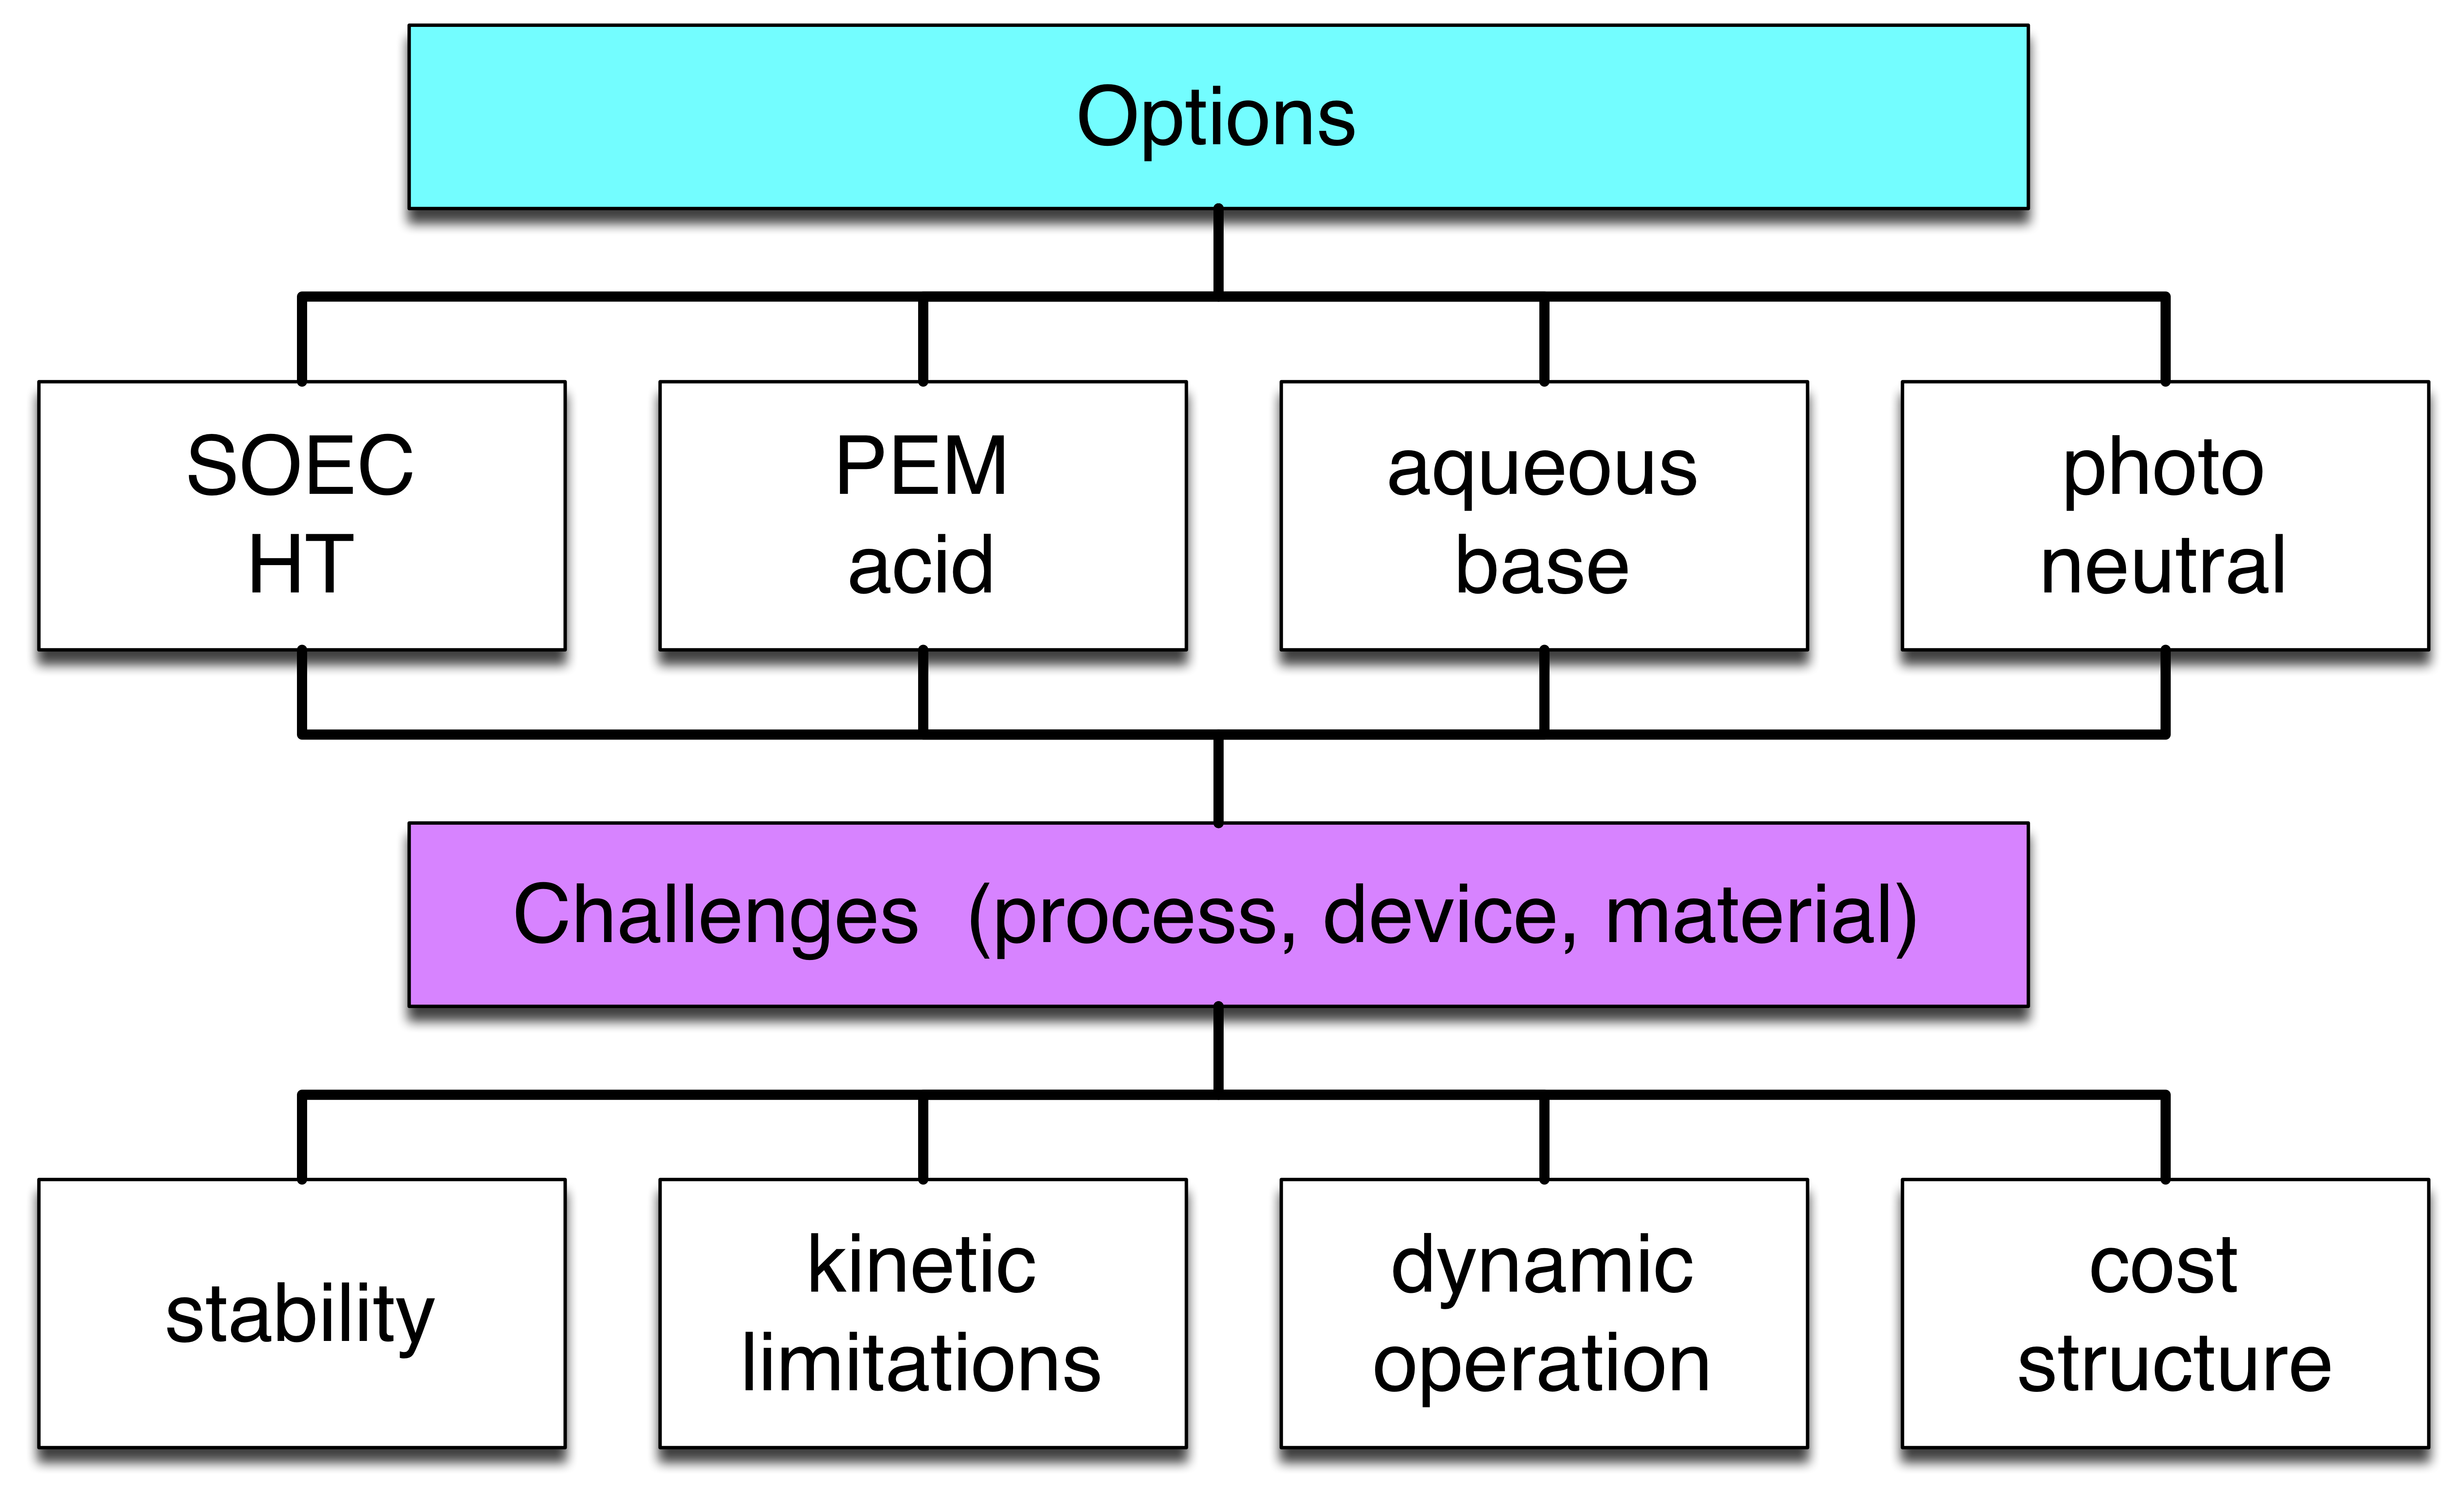 Options
SOEC
HT
PEM
acid
aqueous
base
photo
neutral
Challenges (process, device, material)
stability
kinetic
limitations
dynamic
operation
cost
structure